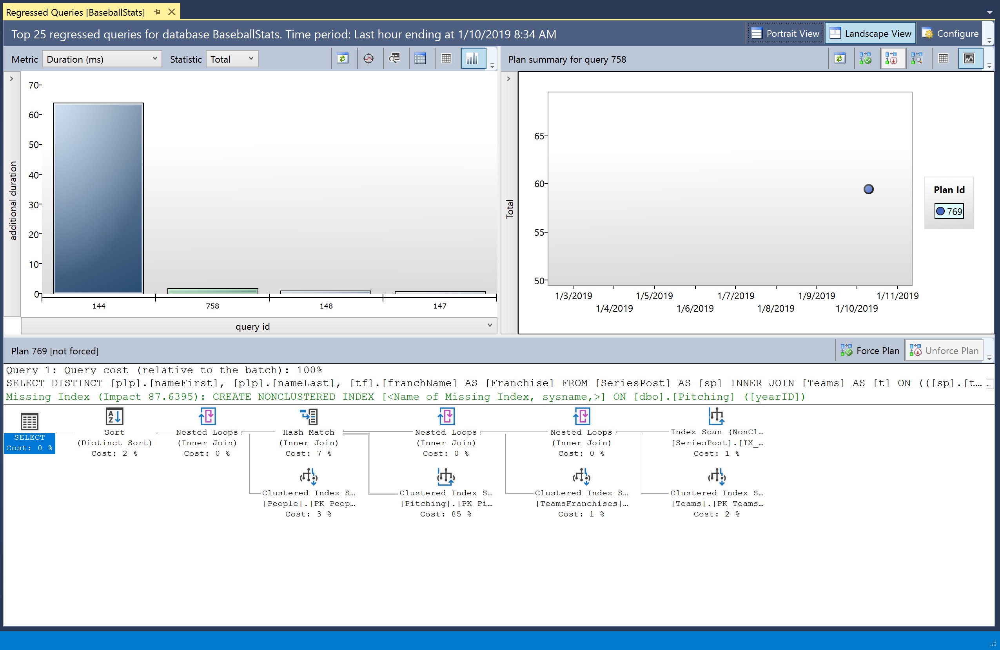 Regressed Queries [BaseballStats]
Top 25 regressed queries for database BaseballStats. Time period: Last hour ending at 1/10/2019 8:34 AM
Portrait View
Landscape View
Configure
Metric
Duration (ms)
Statistic
Total
Plan summary for query 758
additional duration
70
60
50
40
30
20
10
0
144
758
148
147
query id
Total
65
60
55
50
1/3/2019
1/4/2019
1/5/2019
1/6/2019
1/7/2019
1/8/2019
1/9/2019
1/10/2019
1/11/2019
Plan Id
769
Plan 769 [not forced]
Force Plan
Unforce Plan
Query 1: Query cost (relative to the batch): 100%
SELECT DISTINCT [plp].[nameFirst], [plp].[nameLast], [tf].[franchName] AS [Franchise] FROM [SeriesPost] AS [sp] INNER JOIN [Teams] AS [t] ON (([sp].[t... ...
Missing Index (Impact 87.6395): CREATE NONCLUSTERED INDEX [<Name of Missing Index, sysname,>] ON [dbo].[Pitching] ([yearID])
SELECT
Cost: 0 %
Sort
(Distinct Sort)
Cost: 2 %
Nested Loops
(Inner Join)
Cost: 0 %
Hash Match
(Inner Join)
Cost: 7 %
Nested Loops
(Inner Join)
Cost: 0 %
Nested Loops
(Inner Join)
Cost: 0 %
Index Scan (NonCl...
[SeriesPost].[IX_...
Cost: 1 %
Clustered Index S...
[People].[PK_Peop...
Cost: 3 %
Clustered Index S...
[Pitching].[PK_Pi...
Cost: 85 %
Clustered Index S...
[TeamsFranchises]...
Cost: 1 %
Clustered Index S...
[Teams].[PK_Teams...
Cost: 2 %